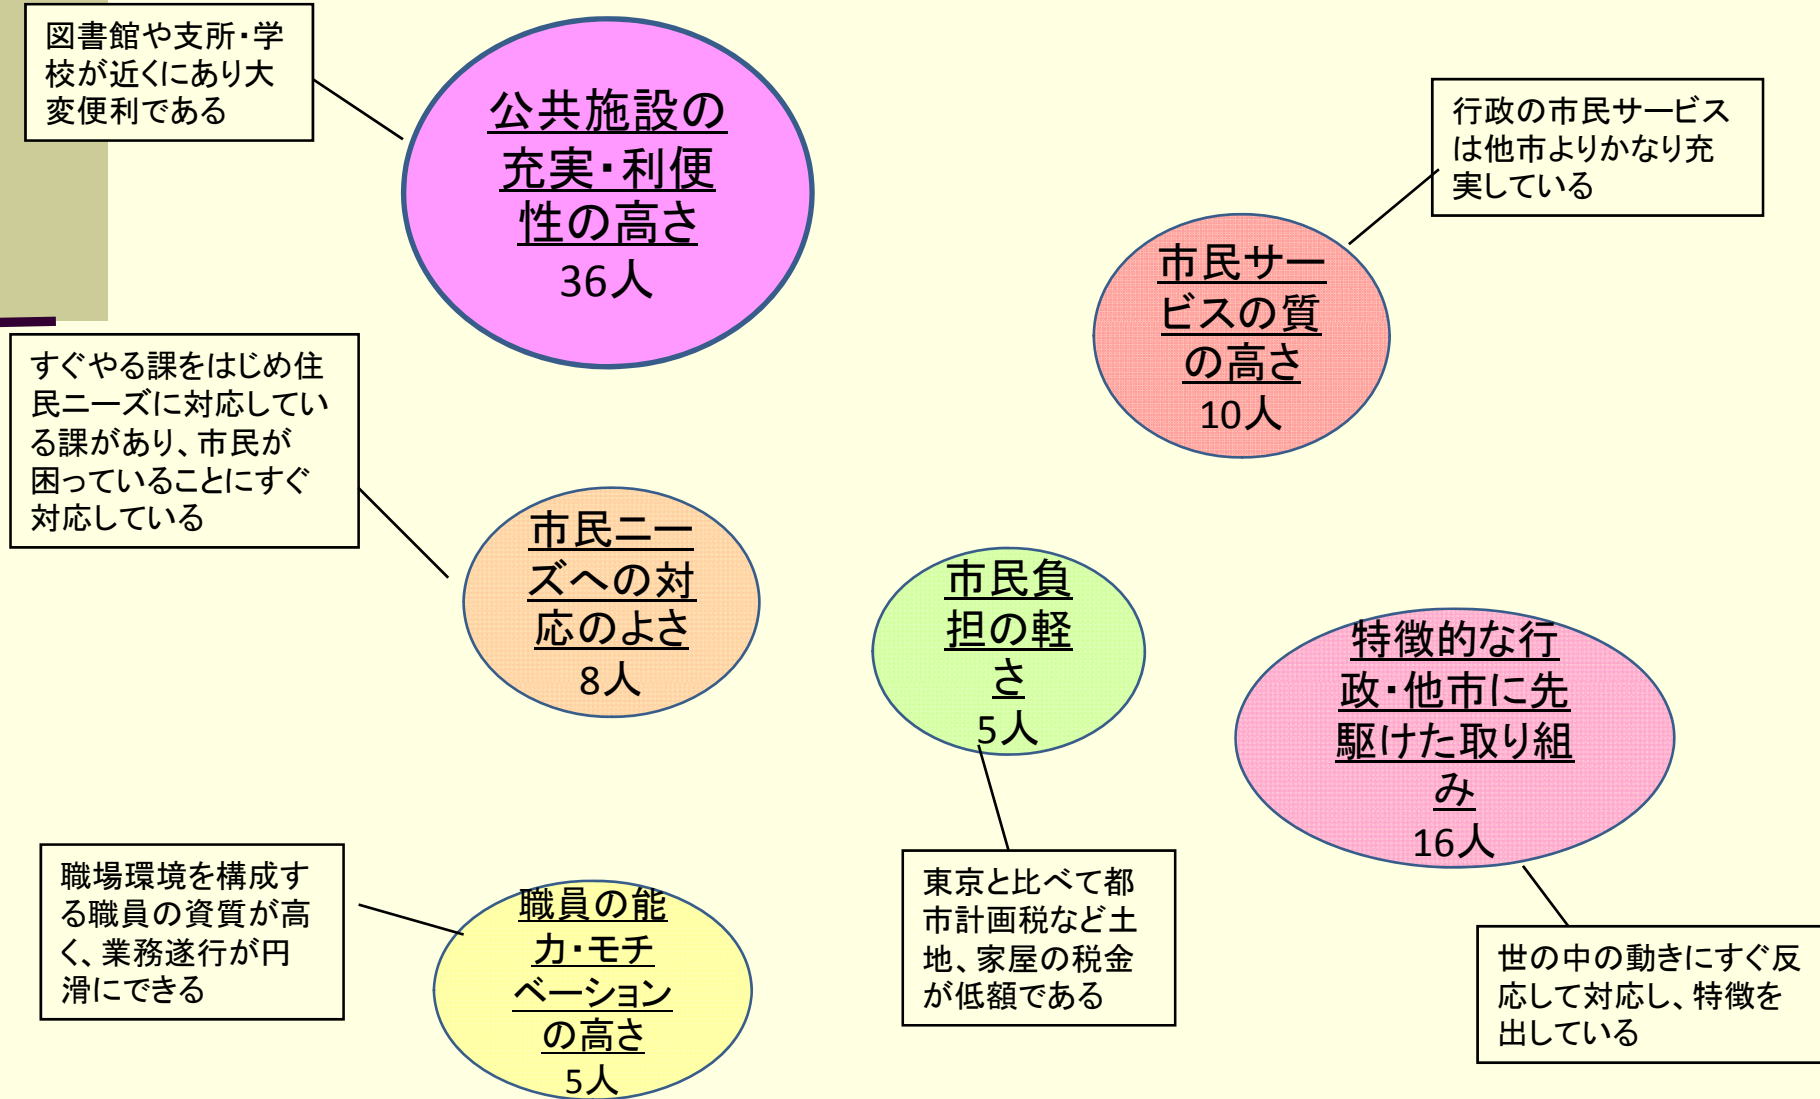 図書館や支所・学
校が近くにあり大
変便利である
公共施設の
充実・利便
性の高さ
36人
行政の市民サービス
は他市よりかなり充
実している
市民サー
ビスの質
の高さ
10人
すぐやる課をはじめ住
民ニーズに対応してい
る課があり、市民が
困っていることにすぐ
対応している
市民ニー
ズへの対
応のよさ
8人
市民負
担の軽
さ
5人
特徴的な行
政・他市に先
駆けた取り組
み
16人
職場環境を構成す
る職員の資質が高
く、業務遂行が円
滑にできる
職員の能
力・モチ
ベーション
の高さ
5人
東京と比べて都
市計画税など土
地、家屋の税金
が低額である
世の中の動きにすぐ反
応して対応し、特徴を
出している